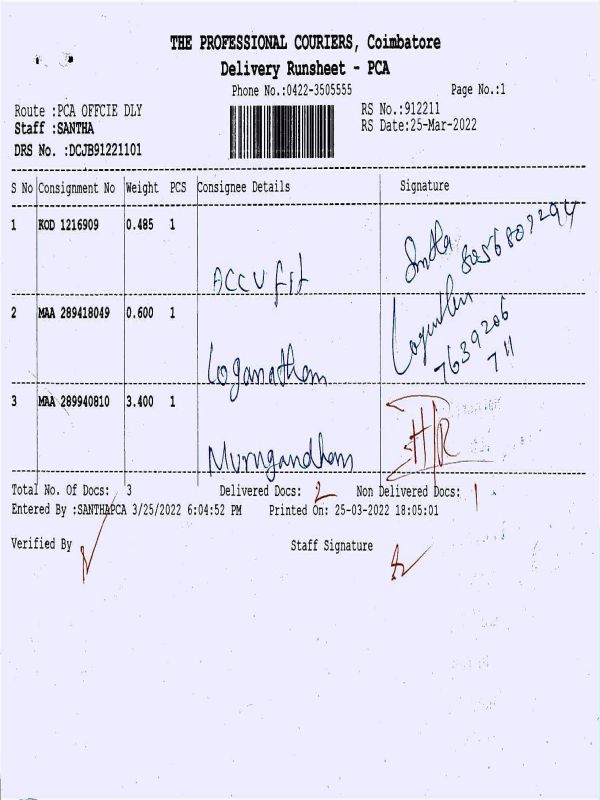 THE PROFESSIONAL COURIERS, Coimbatore
Delivery Runsheet - PCA
Phone No.:0422-3505555 Page No.:1
Route :PCA OFFCIE DLY RS No.:912211
Staff :SANTHA RS Date:25-Mar-2022
DRS No. :DCJB91221101
S No Consignment No Weight PCS Consignee Details Signature
1 KOD 1216909 0.485 1
ACCU fit
2 MAA 289418049 0.600 1
Loganathan
7639206
711
3 MAA 289940810 3.400 1
H/R
Murugandham
Total No. Of Docs: 3 Delivered Docs: 2 Non Delivered Docs: 1
Entered By :SANTHAPCA 3/25/2022 6:04:52 PM Printed On: 25-03-2022 18:05:01
Verified By Staff Signature